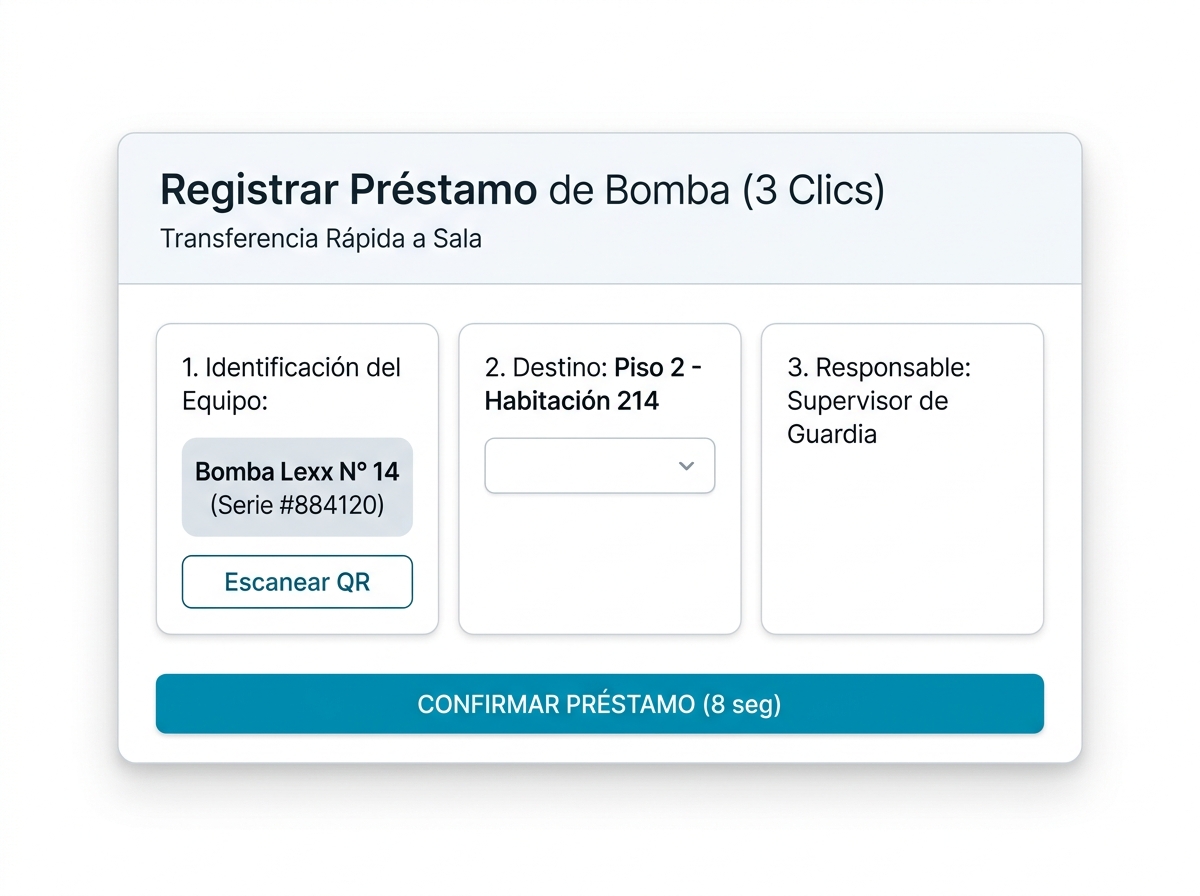 Registrar Préstamo de Bomba (3 Clics)
Transferencia Rápida a Sala
1. Identificación del
Equipo:
Bomba Lexx N° 14
(Serie #884120)
Escanear QR
2. Destino: Piso 2 -
Habitación 214
3. Responsable:
Supervisor de
Guardia
CONFIRMAR PRÉSTAMO (8 seg)